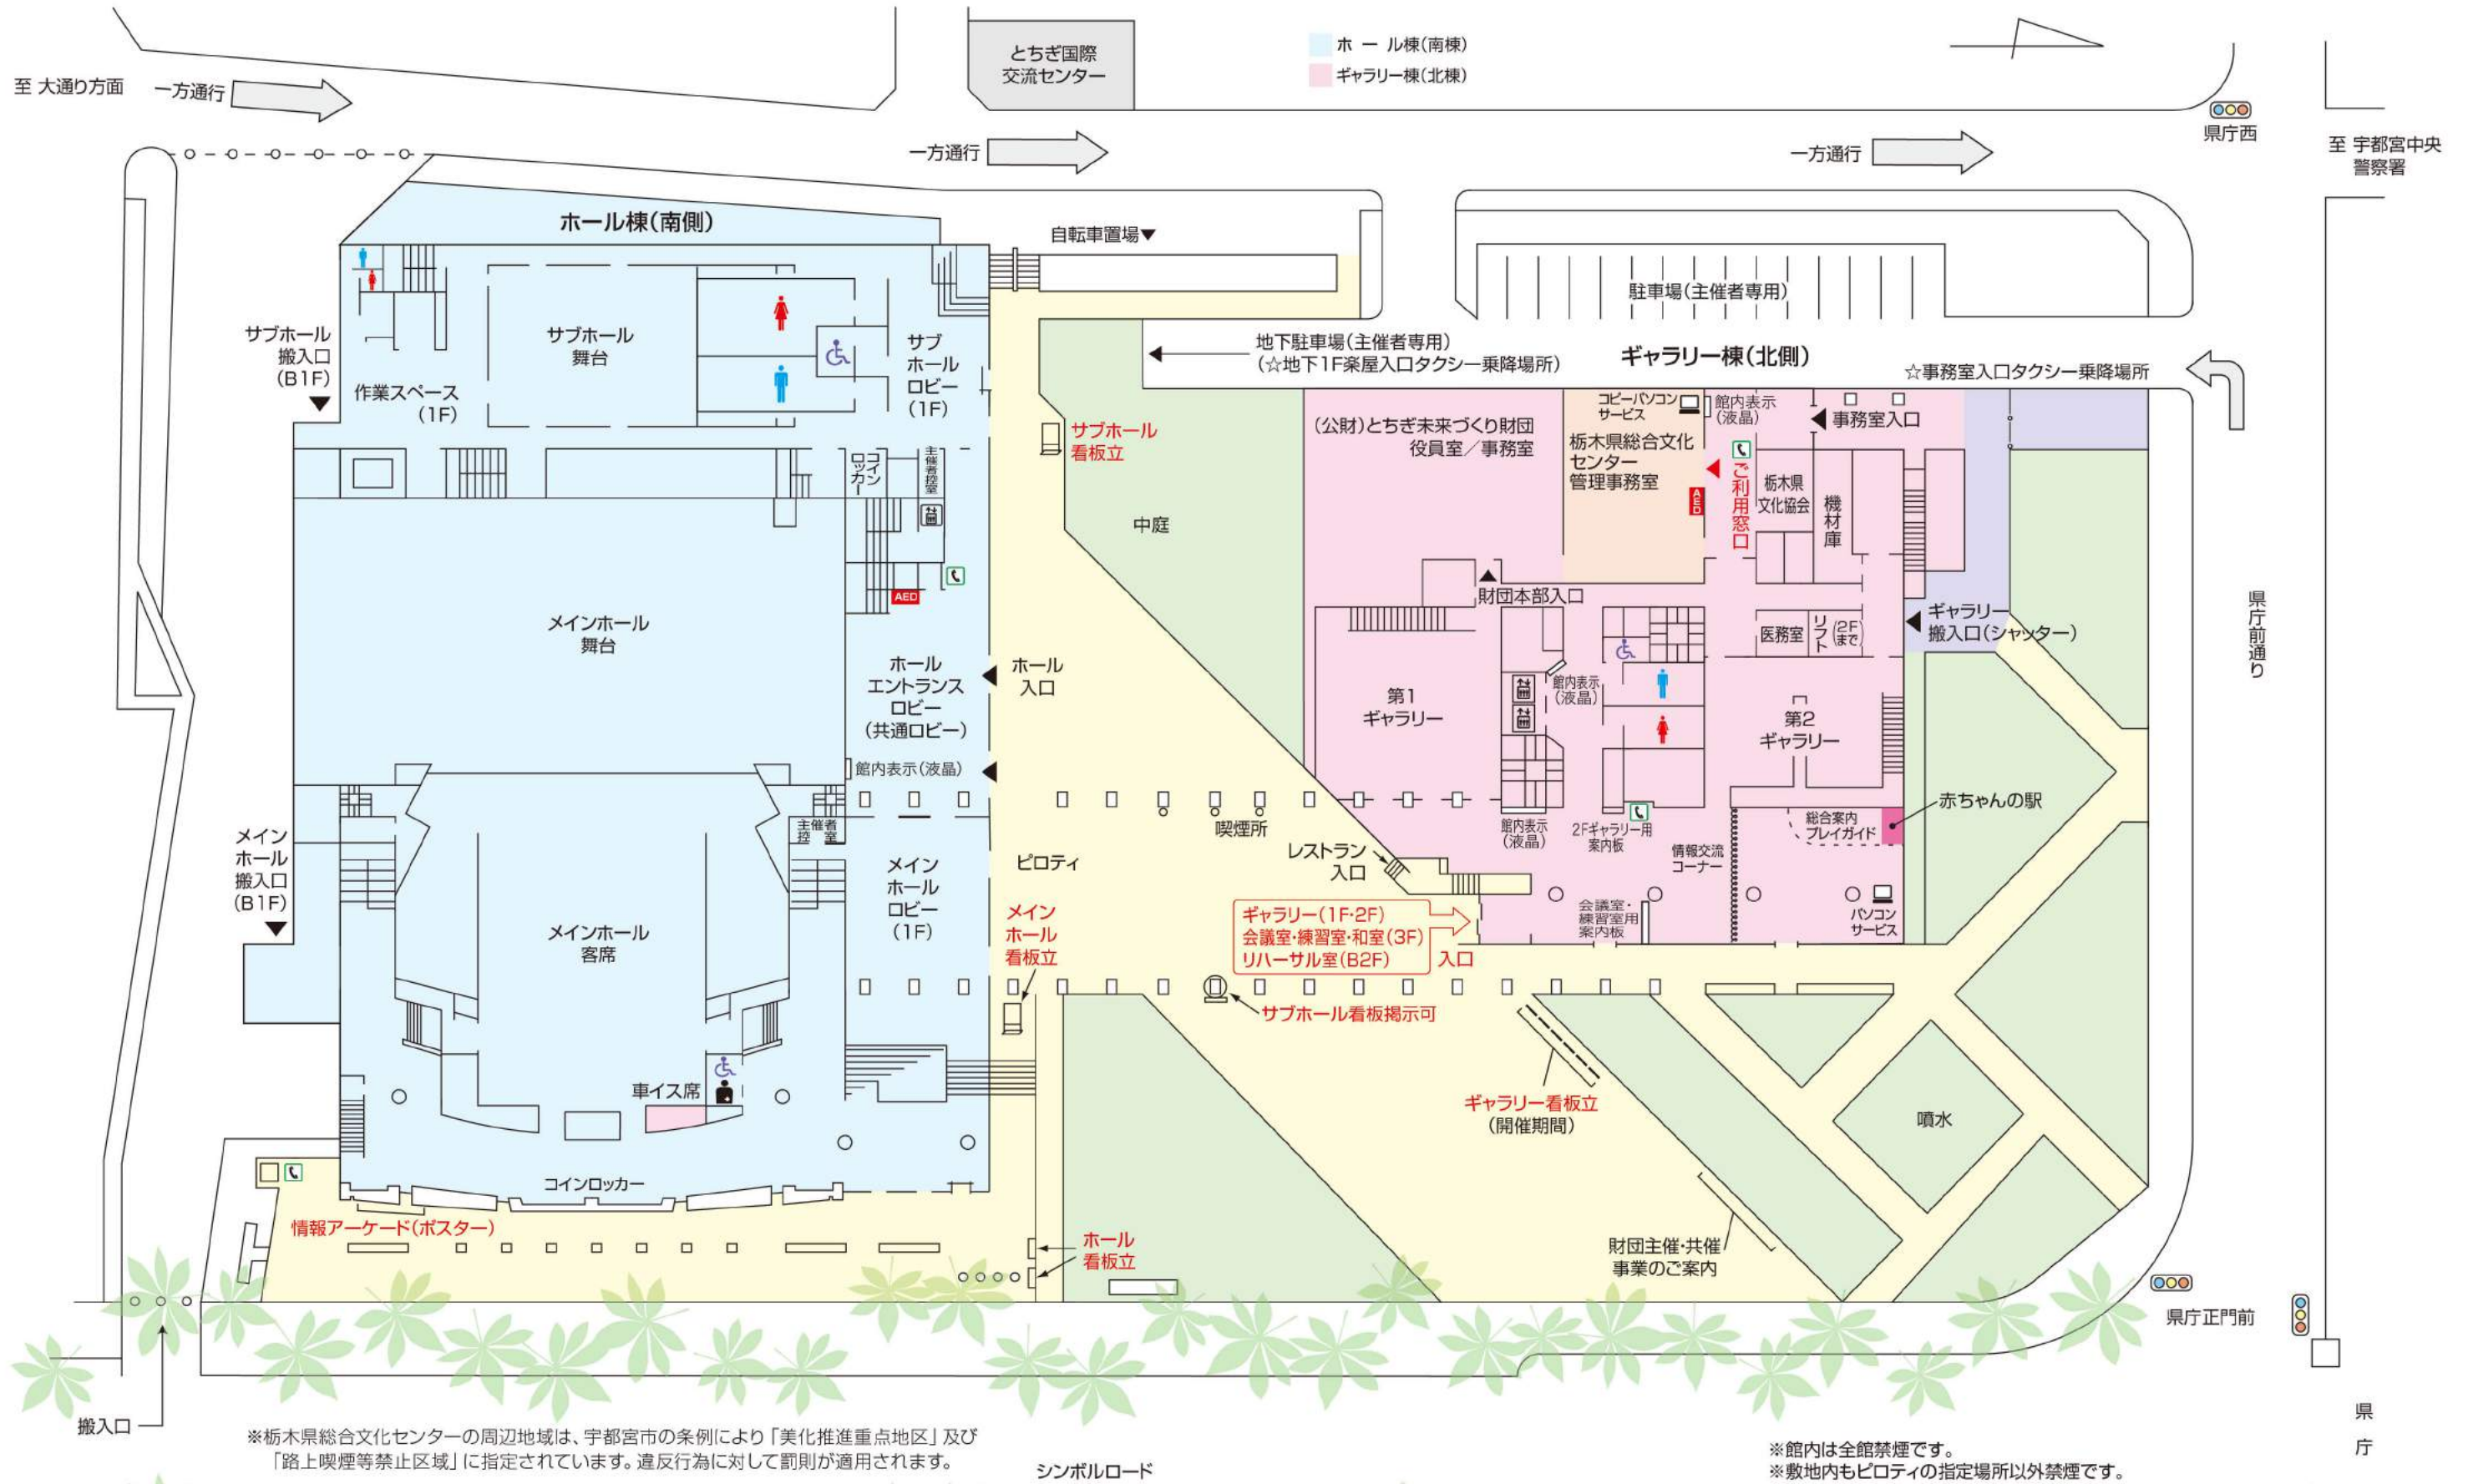 とちぎ国際
交流センター
ホ ー ル棟(南棟)
ギャラリー棟(北棟)
至 大通り方面
一方通行
一方通行
一方通行
県庁西
至 宇都宮中央
警察署
ホール棟(南側)
自転車置場▼
駐車場(主催者専用)
サブホール
搬入口
(B1F)
作業スペース
(1F)
サブホール
舞台
サブ
ホール
ロビー
(1F)
地下駐車場(主催者専用)
(☆地下1F楽屋入口タクシー乗降場所)
ギャラリー棟(北側)
☆事務室入口タクシー乗降場所
サブホール
看板立
中庭
(公財)とちぎ未来づくり財団
役員室/事務室
コピーパソコン
サービス
栃木県総合文化
センター
管理事務室
館内表示
(液晶)
事務室入口
AED
ご利用窓口
栃木県
文化協会
機材庫
コインロッカー
主催者控室
AED
財団本部入口
医務室
リフト
(2F
まで)
ギャラリー
搬入口(シャッター)
県庁前通り
メインホール
舞台
ホール
エントランス
ロビー
(共通ロビー)
ホール
入口
館内表示(液晶)
第1
ギャラリー
館内表示
(液晶)
第2
ギャラリー
赤ちゃんの駅
メイン
ホール
搬入口
(B1F)
主催者
控室
メイン
ホール
ロビー
(1F)
ピロティ
喫煙所
レストラン
入口
館内表示
(液晶)
2Fギャラリー用
案内板
情報交流
コーナー
総合案内
プレイガイド
メインホール
客席
メイン
ホール
看板立
ギャラリー(1F・2F)
会議室・練習室・和室(3F)
リハーサル室(B2F)
入口
会議室・
練習室用
案内板
パソコン
サービス
サブホール看板掲示可
車イス席
ギャラリー看板立
(開催期間)
噴水
コインロッカー
情報アーケード(ポスター)
ホール
看板立
財団主催・共催
事業のご案内
県庁正門前
搬入口
県庁
※栃木県総合文化センターの周辺地域は、宇都宮市の条例により「美化推進重点地区」及び
「路上喫煙等禁止区域」に指定されています。違反行為に対して罰則が適用されます。
シンボルロード
※館内は全館禁煙です。
※敷地内もピロティの指定場所以外禁煙です。